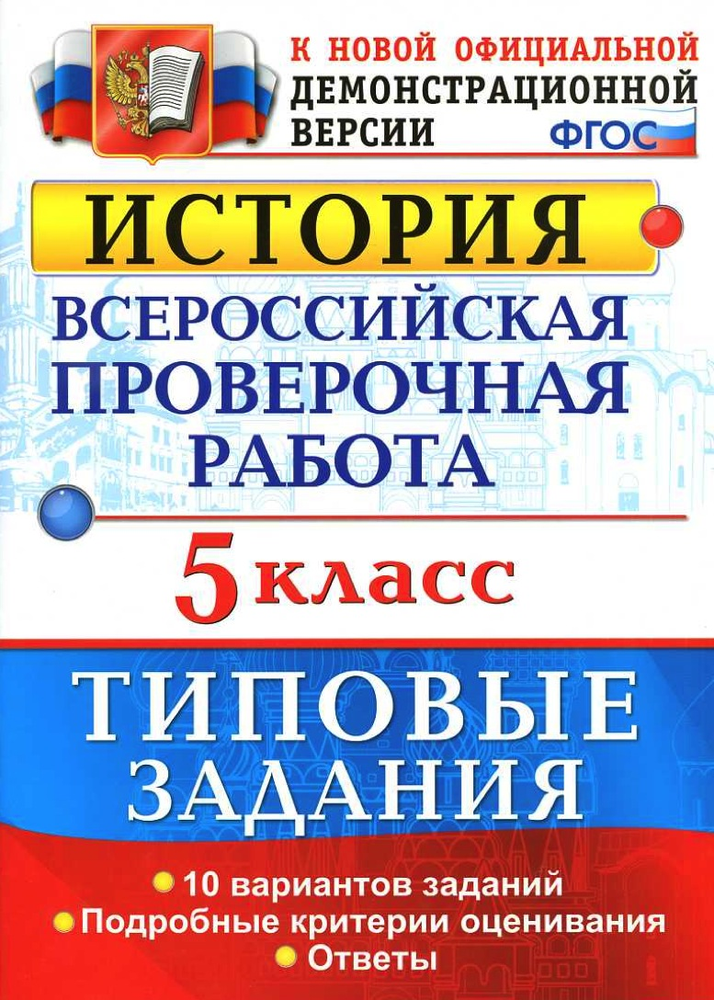 К НОВОЙ ОФИЦИАЛЬНОЙ
ДЕМОНСТРАЦИОННОЙ
ВЕРСИИ ФГОС
ИСТОРИЯ
ВСЕРОССИЙСКАЯ
ПРОВЕРОЧНАЯ
РАБОТА
5 класс
ТИПОВЫЕ
ЗАДАНИЯ
10 вариантов заданий
Подробные критерии оценивания
Ответы